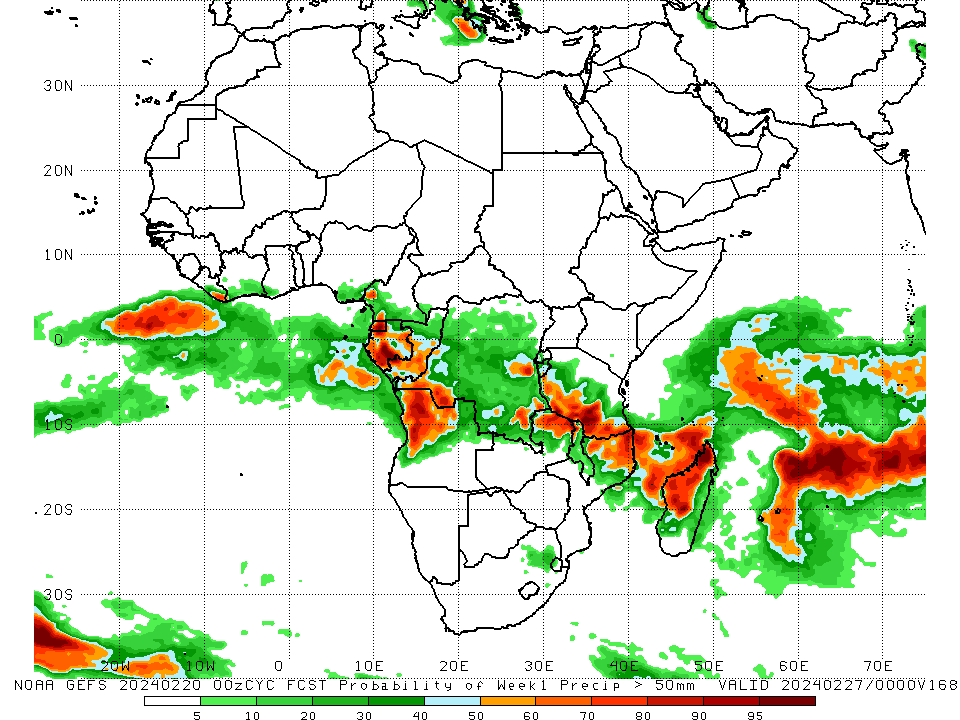 30N
20N
10N
0
10S
20S
30S
20W 10W 0 10E 20E 30E 40E 50E 60E 70E
NOAA GEFS 20240220 00zCYC FCST Probability of Week1 Precip > 50mm VALID 20240227/0000V168
5 10 20 30 40 50 60 70 80 90 95